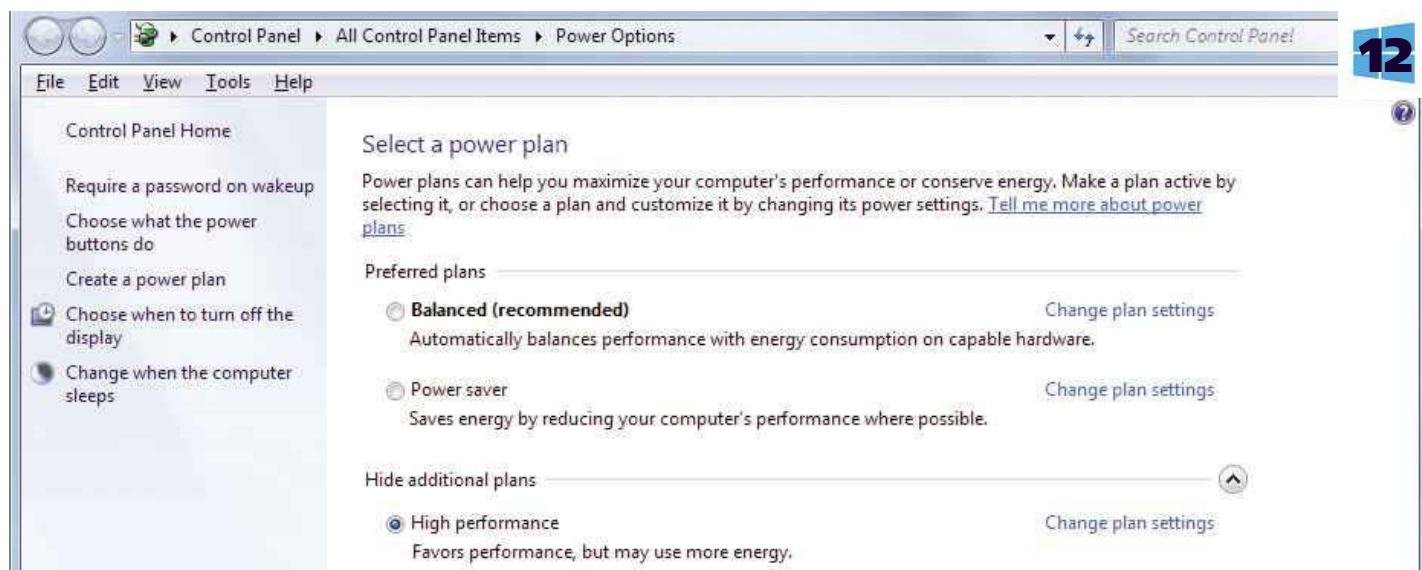 Control Panel ▸ All Control Panel Items ▸ Power Options
Search Control Panel
12
File Edit View Tools Help
Control Panel Home
Require a password on wakeup
Choose what the power
buttons do
Create a power plan
Choose when to turn off the
display
Change when the computer
sleeps
Select a power plan
Power plans can help you maximize your computer's performance or conserve energy. Make a plan active by
selecting it, or choose a plan and customize it by changing its power settings. Tell me more about power
plans
Preferred plans
Balanced (recommended) Change plan settings
Automatically balances performance with energy consumption on capable hardware.
Power saver Change plan settings
Saves energy by reducing your computer's performance where possible.
Hide additional plans
High performance Change plan settings
Favors performance, but may use more energy.